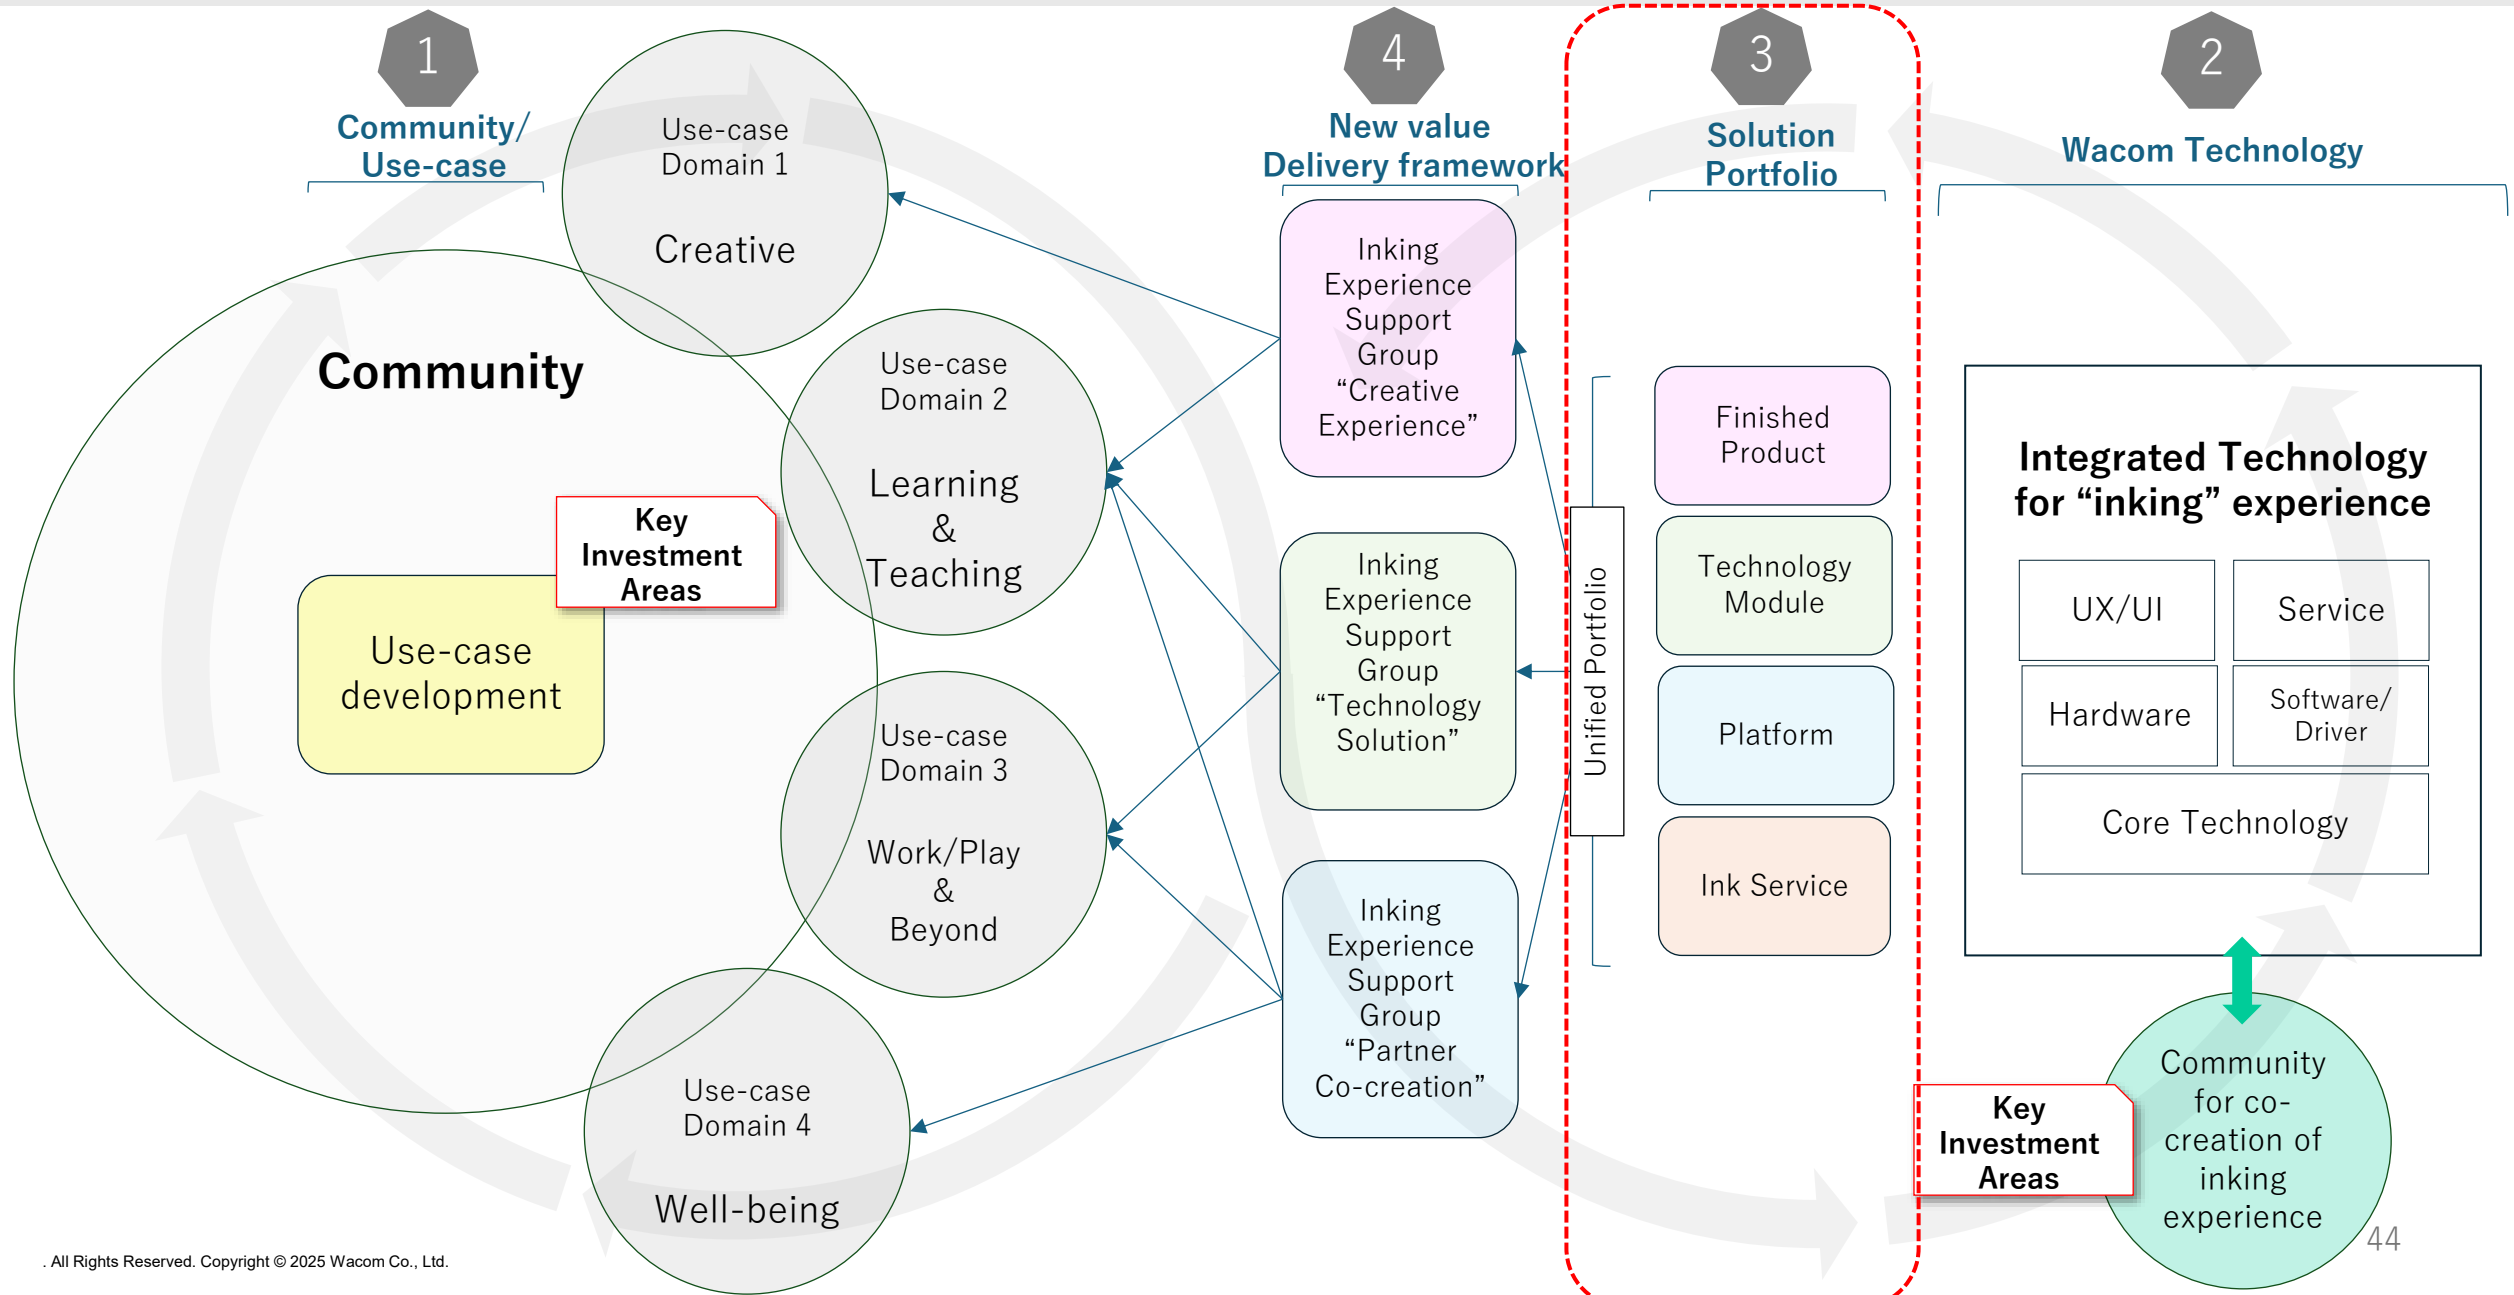 1
Community/
Use-case
4
New value
Delivery framework
3
Solution
Portfolio
2
Wacom Technology
Use-case
Domain 1
Creative
Community
Use-case
Domain 2
Learning
&
Teaching
Key
Investment
Areas
Use-case
development
Use-case
Domain 3
Work/Play
&
Beyond
Use-case
Domain 4
Well-being
Inking
Experience
Support
Group
“Creative
Experience”
Inking
Experience
Support
Group
“Technology
Solution”
Inking
Experience
Support
Group
“Partner
Co-creation”
Unified Portfolio
Finished
Product
Technology
Module
Platform
Ink Service
Integrated Technology
for “inking” experience
UX/UI
Service
Hardware
Software/
Driver
Core Technology
Key
Investment
Areas
Community
for co-
creation of
inking
experience
44
. All Rights Reserved. Copyright © 2025 Wacom Co., Ltd.